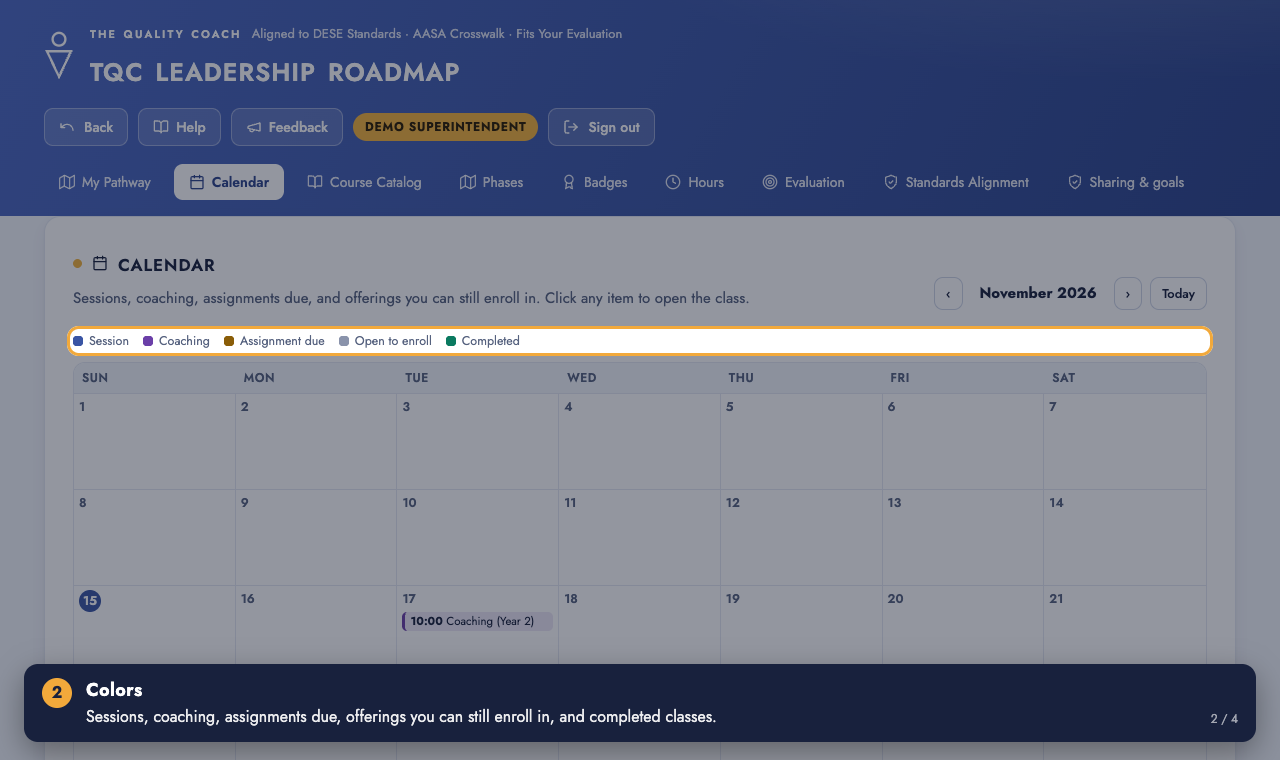 THE QUALITY COACH Aligned to DESE Standards · AASA Crosswalk · Fits Your Evaluation
TQC LEADERSHIP ROADMAP
Back Help Feedback DEMO SUPERINTENDENT Sign out
My Pathway Calendar Course Catalog Phases Badges Hours Evaluation Standards Alignment Sharing & goals
CALENDAR
Sessions, coaching, assignments due, and offerings you can still enroll in. Click any item to open the class.
‹ November 2026 › Today
Session Coaching Assignment due Open to enroll Completed
SUN MON TUE WED THU FRI SAT
1 2 3 4 5 6 7
8 9 10 11 12 13 14
15 16 17 18 19 20 21
10:00 Coaching (Year 2)
2 Colors
Sessions, coaching, assignments due, offerings you can still enroll in, and completed classes.
2 / 4